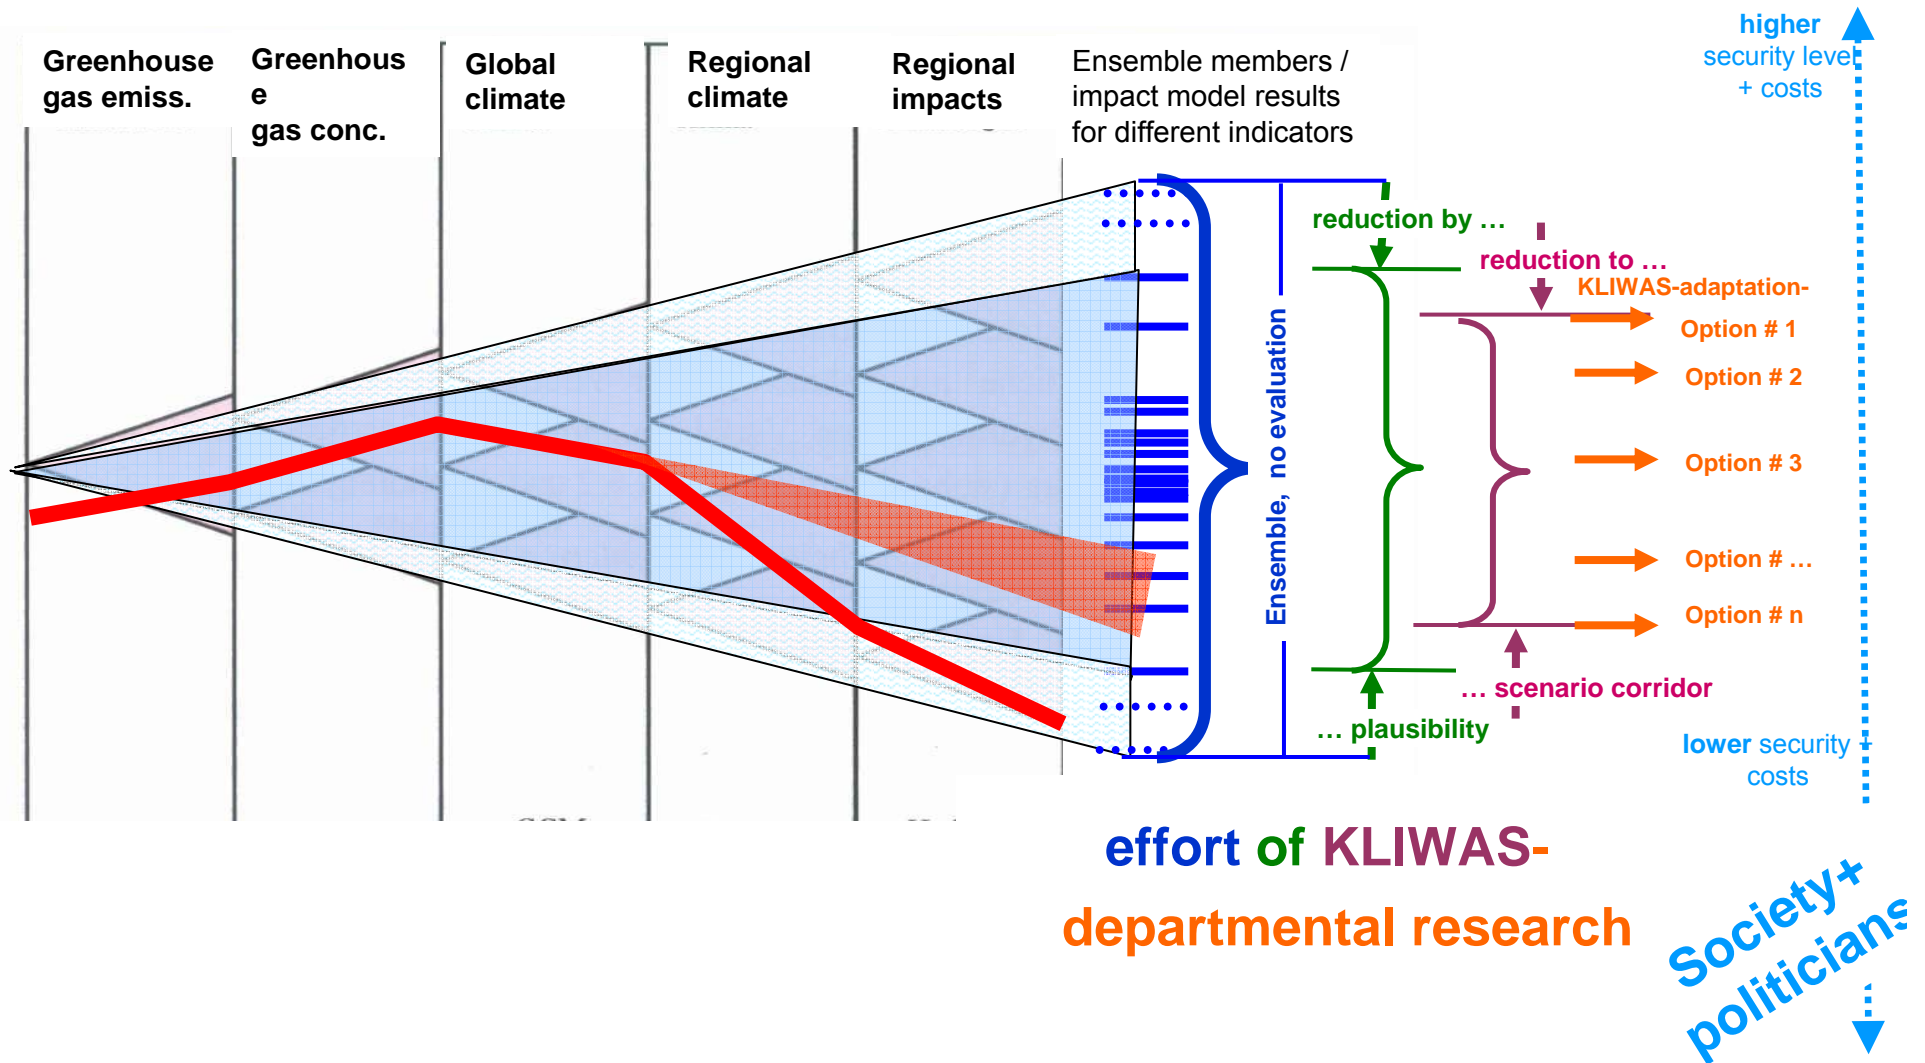 Greenhouse
gas emiss.
Greenhous
e
gas conc.
Global
climate
Regional
climate
Regional
impacts
Ensemble members /
impact model results
for different indicators
higher
security level
+ costs
reduction by ...
reduction to ...
KLIWAS-adaptation-
Option # 1
Option # 2
Option # 3
Option # ...
Option # n
Ensemble, no evaluation
... scenario corridor
... plausibility
lower security +
costs
effort of KLIWAS-
departmental research
Society+
politicians